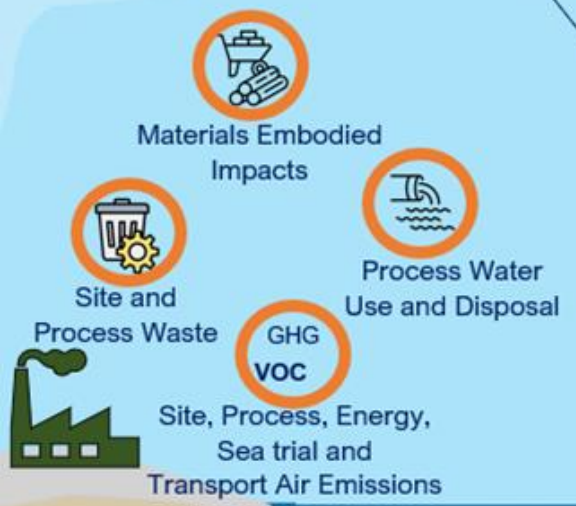 Materials Embodied
Impacts
Process Water
Use and Disposal
Site and
Process Waste
GHG
VOC
Site, Process, Energy,
Sea trial and
Transport Air Emissions